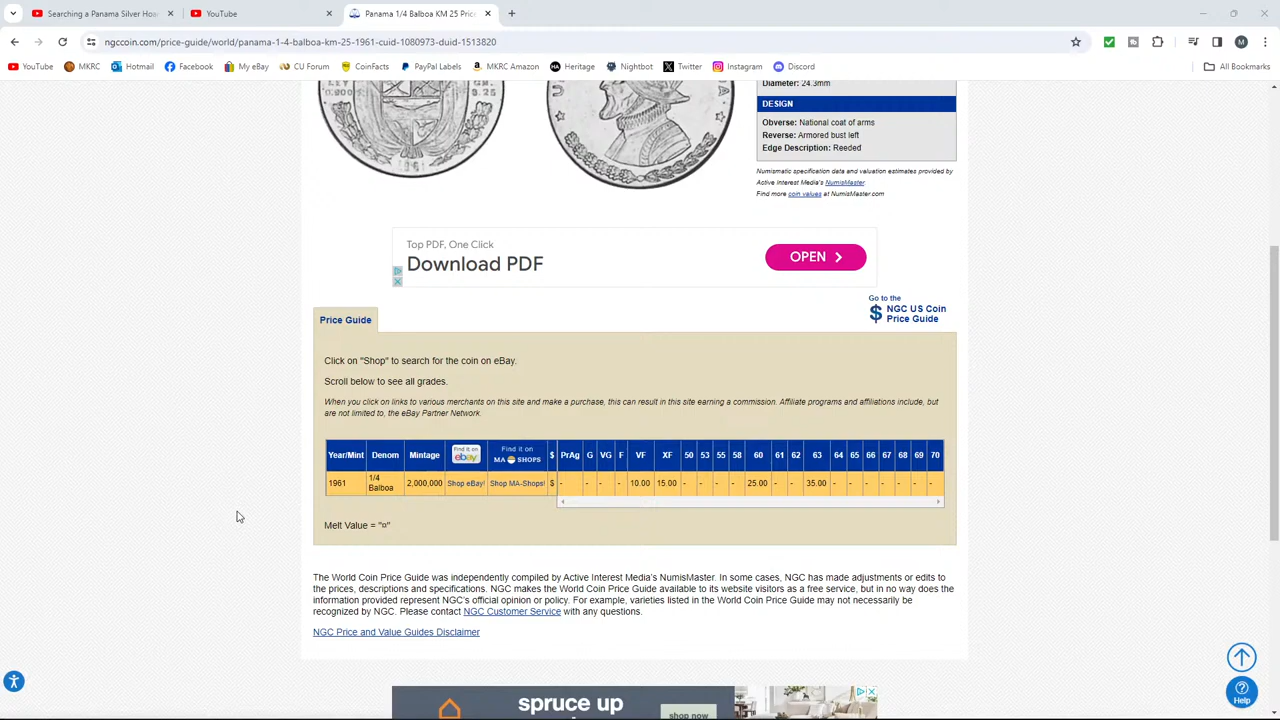 Searching a Panama Silver Hoa
YouTube
Panama 1/4 Balboa KM 25 Pric
ngccoin.com/price-guide/world/panama-1-4-balboa-km-25-1961-cuid-1080973-duid-1513820
M
YouTube MKRC Hotmail Facebook My eBay CU Forum CoinFacts PayPal Labels MKRC Amazon Heritage Nightbot Twitter Instagram Discord All Bookmarks
Diameter: 24.3mm
DESIGN
Obverse: National coat of arms
Reverse: Armored bust left
Edge Description: Reeded
1961
Numismatic specification data and valuation estimates provided by
Active Interest Media's NumisMaster.
Find more coin values at NumisMaster.com
Top PDF, One Click
Download PDF
OPEN
Go to the
$ NGC US Coin
Price Guide
Price Guide
Click on "Shop" to search for the coin on eBay.
Scroll below to see all grades.
When you click on links to various merchants on this site and make a purchase, this can result in this site earning a commission. Affiliate programs and affiliations include, but
are not limited to, the eBay Partner Network.
Year/Mint Denom Mintage Find it on ebay Find it on MA SHOPS $ PrAg G VG F VF XF 50 53 55 58 60 61 62 63 64 65 66 67 68 69 70
1961 1/4 Balboa 2,000,000 Shop eBay! Shop MA-Shops! $ - - - - 10.00 15.00 - - - - 25.00 - - 35.00 - - - - - - -
Melt Value = "¤"
The World Coin Price Guide was independently compiled by Active Interest Media's NumisMaster. In some cases, NGC has made adjustments or edits to
the prices, descriptions and specifications. NGC makes the World Coin Price Guide available to its website visitors as a free service, but in no way does the
information provided represent NGC's official opinion or policy. For example, varieties listed in the World Coin Price Guide may not necessarily be
recognized by NGC. Please contact NGC Customer Service with any questions.
NGC Price and Value Guides Disclaimer
Help
spruce up
shop now